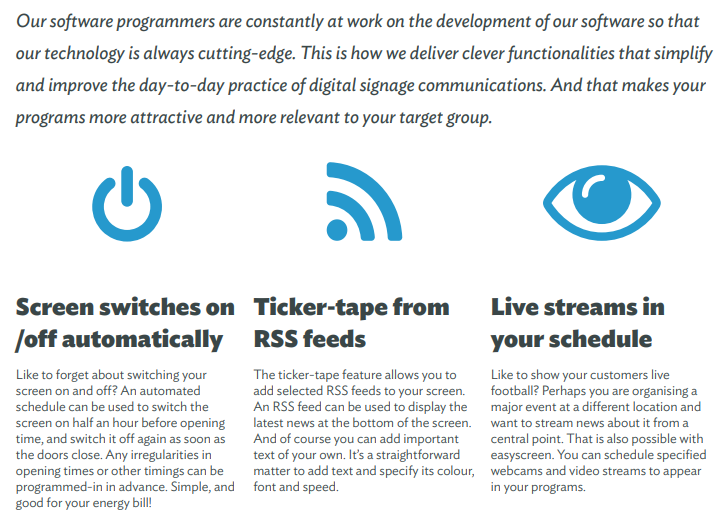 Our software programmers are constantly at work on the development of our software so that
our technology is always cutting-edge. This is how we deliver clever functionalities that simplify
and improve the day-to-day practice of digital signage communications. And that makes your
programs more attractive and more relevant to your target group.
Screen switches on
/off automatically
Like to forget about switching your
screen on and off? An automated
schedule can be used to switch the
screen on half an hour before opening
time, and switch it off again as soon as
the doors close. Any irregularities in
opening times or other timings can be
programmed-in in advance. Simple, and
good for your energy bill!
Ticker-tape from
RSS feeds
The ticker-tape feature allows you to
add selected RSS feeds to your screen.
An RSS feed can be used to display the
latest news at the bottom of the screen.
And of course you can add important
text of your own. It's a straightforward
matter to add text and specify its colour,
font and speed.
Live streams in
your schedule
Like to show your customers live
football? Perhaps you are organising a
major event at a different location and
want to stream news about it from a
central point. That is also possible with
easyscreen. You can schedule specified
webcams and video streams to appear
in your programs.